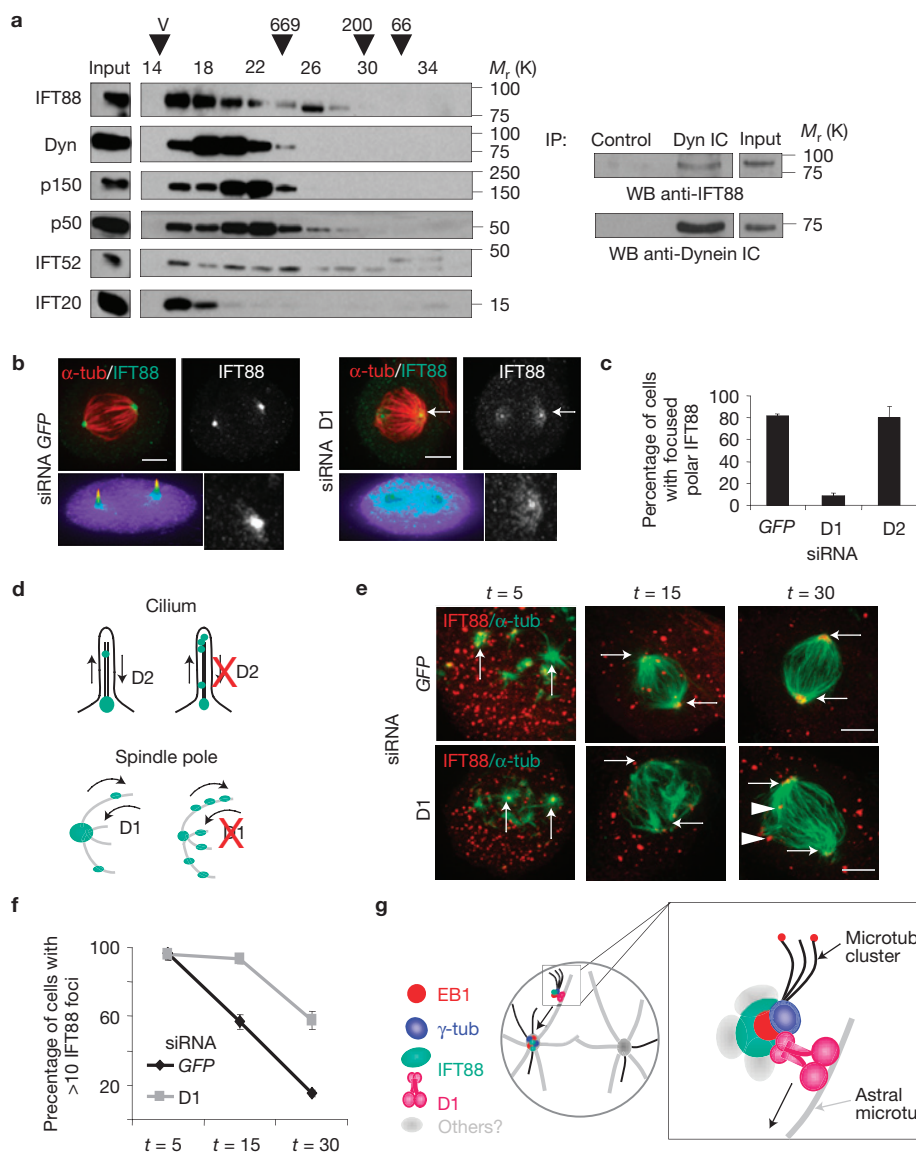 a
V 669 200 66
Input 14 18 22 26 30 34 Mr (K)
IFT88 100
75
Dyn 100
75
p150 250
150
p50 50
IFT52 50
IFT20 15
IP: Control Dyn IC Input Mr (K)
100
75
WB anti-IFT88
75
WB anti-Dynein IC
b
siRNA GFP
α-tub/IFT88 IFT88
siRNA D1
α-tub/IFT88 IFT88
c
Percentage of cells
with focused
polar IFT88
100
80
60
40
20
0
GFP D1 D2
siRNA
d
Cilium
D2 X D2
Spindle pole
D1 X D1
e
t = 5 t = 15 t = 30
siRNA
GFP
IFT88/α-tub
D1
IFT88/α-tub
f
Precentage of cells with
>10 IFT88 foci
100
60
20
siRNA
GFP
D1
t = 5 t = 15 t = 30
g
EB1
γ-tub
IFT88
D1
Others?
Microtub
cluster
Astral
microtu